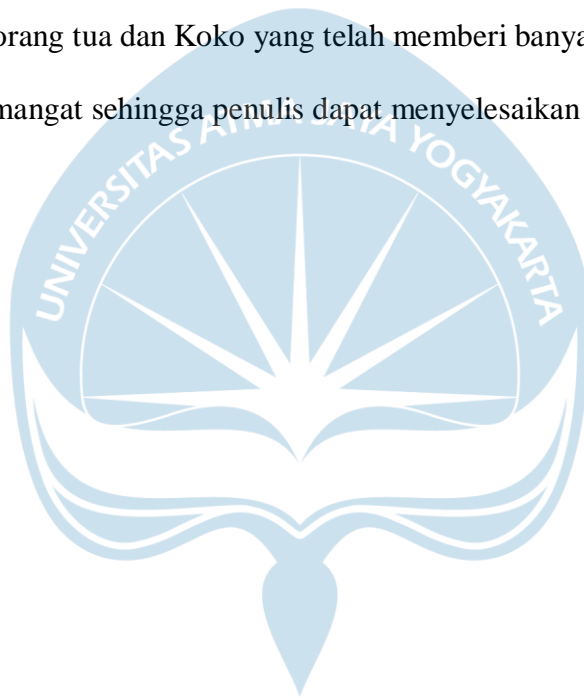 orang tua dan Koko yang telah memberi banya
mangat sehingga penulis dapat menyelesaikan
UNIVERSITAS ATMA JAYA YOGYAKARTA